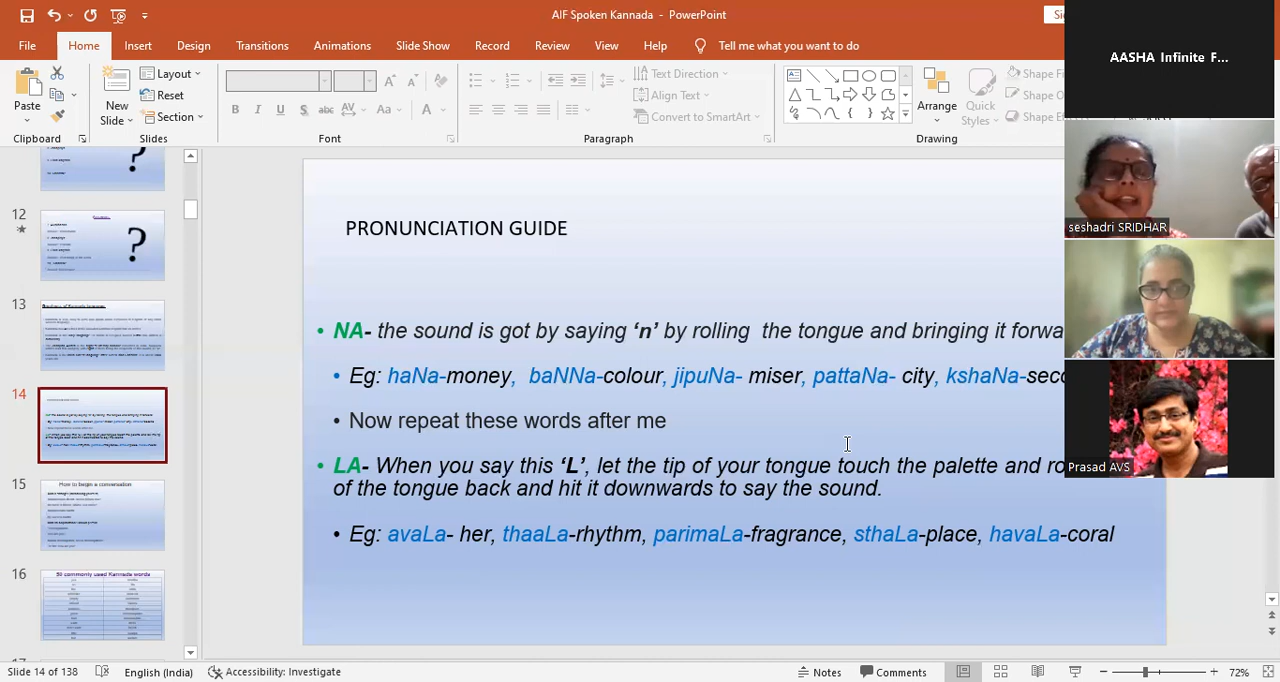 AIF Spoken Kannada - PowerPoint
File Home Insert Design Transitions Animations Slide Show Record Review View Help Tell me what you want to do
Paste
Clipboard
New Slide
Layout
Reset
Section
Slides
B I U S abc AV Aa A
Font
Text Direction
Align Text
Convert to SmartArt
Paragraph
Arrange
Quick Styles
Drawing
AASHA Infinite F...
seshadri SRIDHAR
Prasad AVS
12
13
14
15
How to begin a conversation
16
50 commonly used Kannada words
PRONUNCIATION GUIDE
• NA- the sound is got by saying ‘n’ by rolling the tongue and bringing it forwa
• Eg: haNa-money, baNNa-colour, jipuNa- miser, pattaNa- city, kshaNa-sec
• Now repeat these words after me
• LA- When you say this ‘L’, let the tip of your tongue touch the palette and ro
of the tongue back and hit it downwards to say the sound.
• Eg: avaLa- her, thaaLa-rhythm, parimaLa-fragrance, sthaLa-place, havaLa-coral
Slide 14 of 138 English (India) Accessibility: Investigate Notes Comments 72%